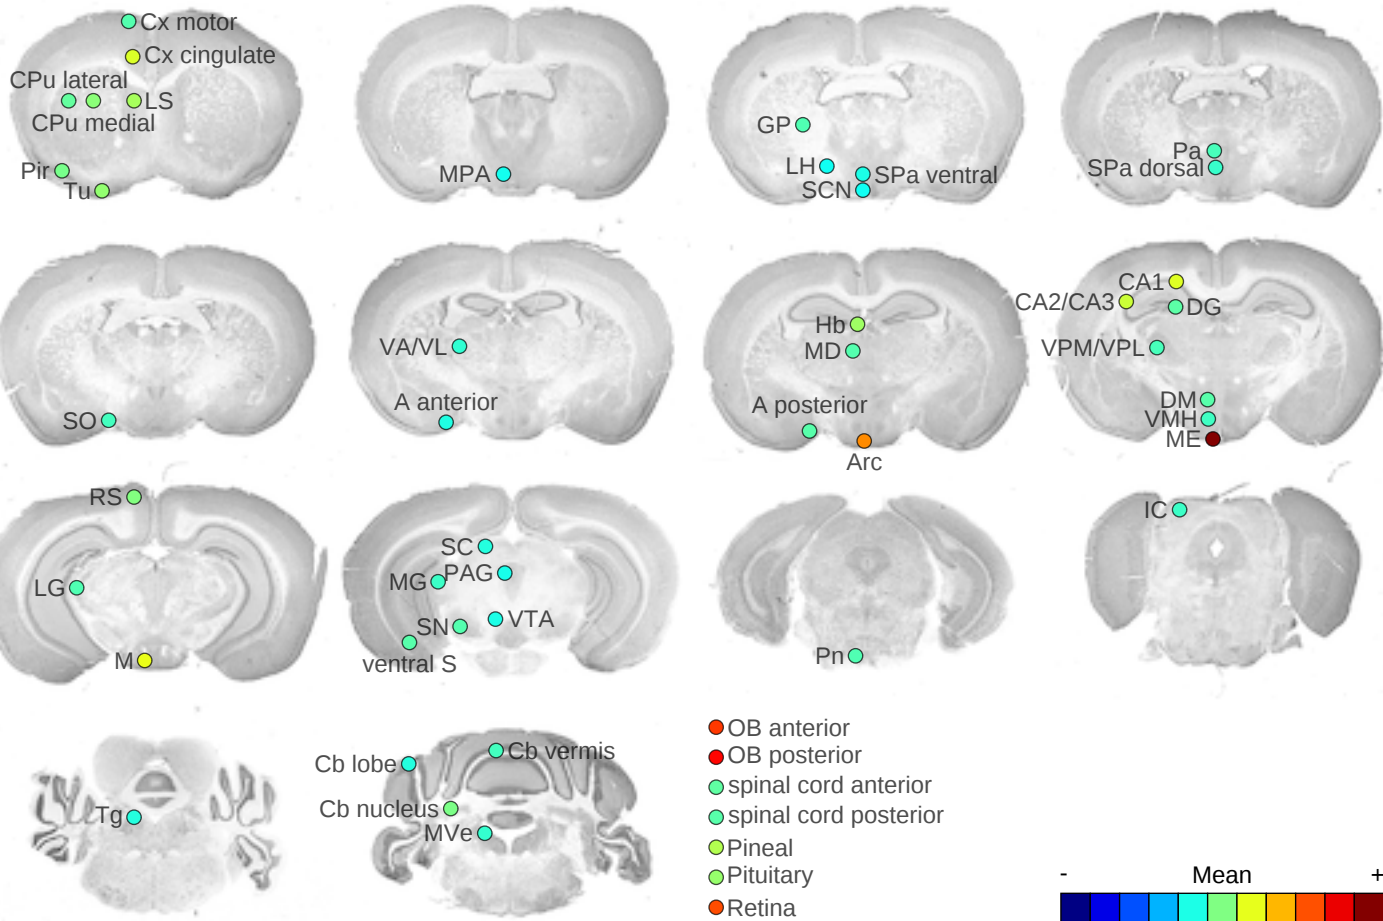 Cx motor
Cx cingulate
CPu lateral
LS
CPu medial
Pir
Tu
MPA
GP
LH
SPa ventral
SCN
Pa
SPa dorsal
SO
VA/VL
A anterior
Hb
MD
A posterior
Arc
CA1
CA2/CA3
DG
VPM/VPL
DM
VMH
ME
RS
LG
M
SC
PAG
MG
VTA
SN
ventral S
Pn
IC
Tg
Cb lobe
Cb vermis
Cb nucleus
MVe
OB anterior
OB posterior
spinal cord anterior
spinal cord posterior
Pineal
Pituitary
Retina
- Mean +